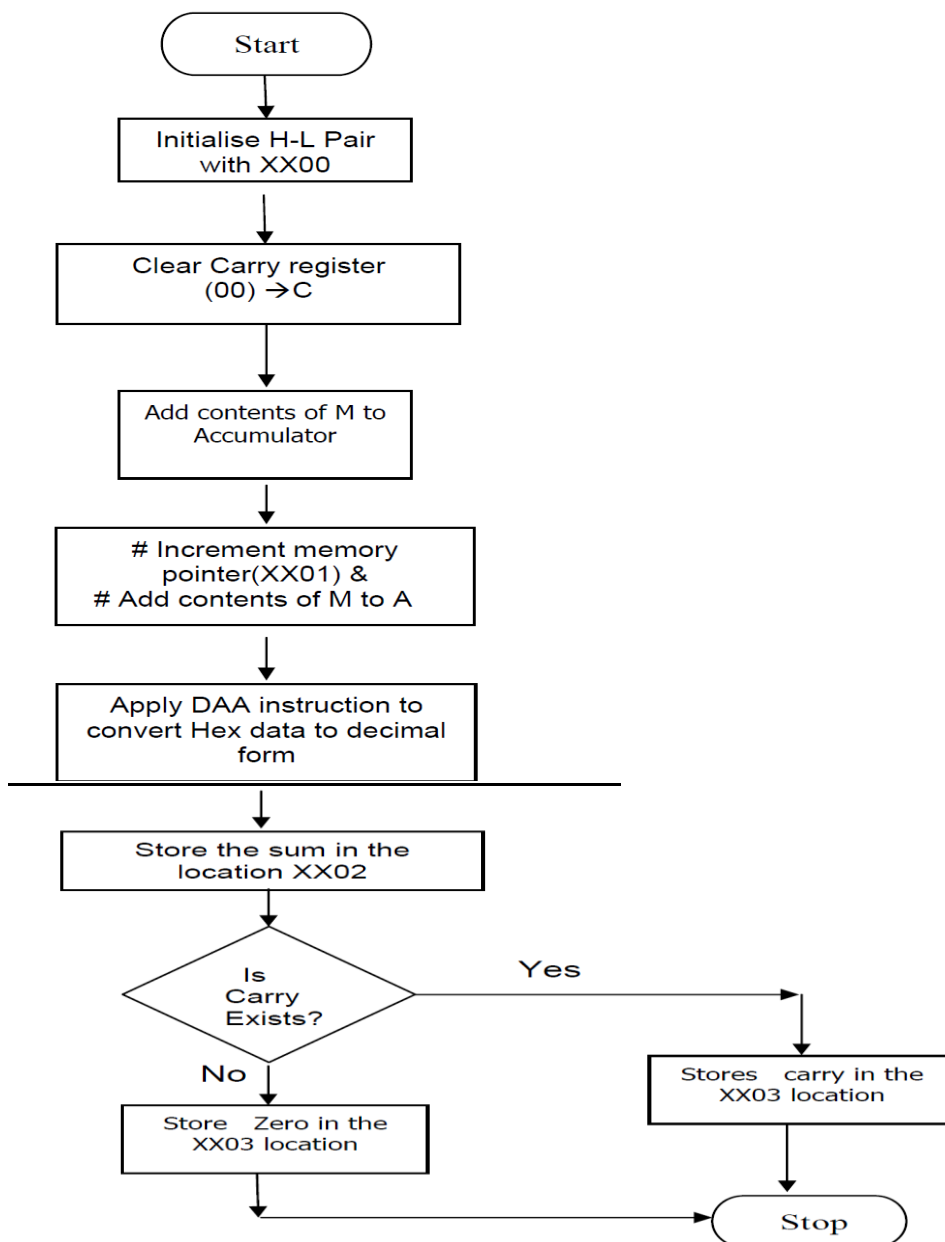 Start
Initialise H-L Pair
with XX00
Clear Carry register
(00) →C
Add contents of M to
Accumulator
# Increment memory
pointer(XX01) &
# Add contents of M to A
Apply DAA instruction to
convert Hex data to decimal
form
Store the sum in the
location XX02
Is
Carry
Exists?
Yes
No
Stores carry in the
XX03 location
Store Zero in the
XX03 location
Stop